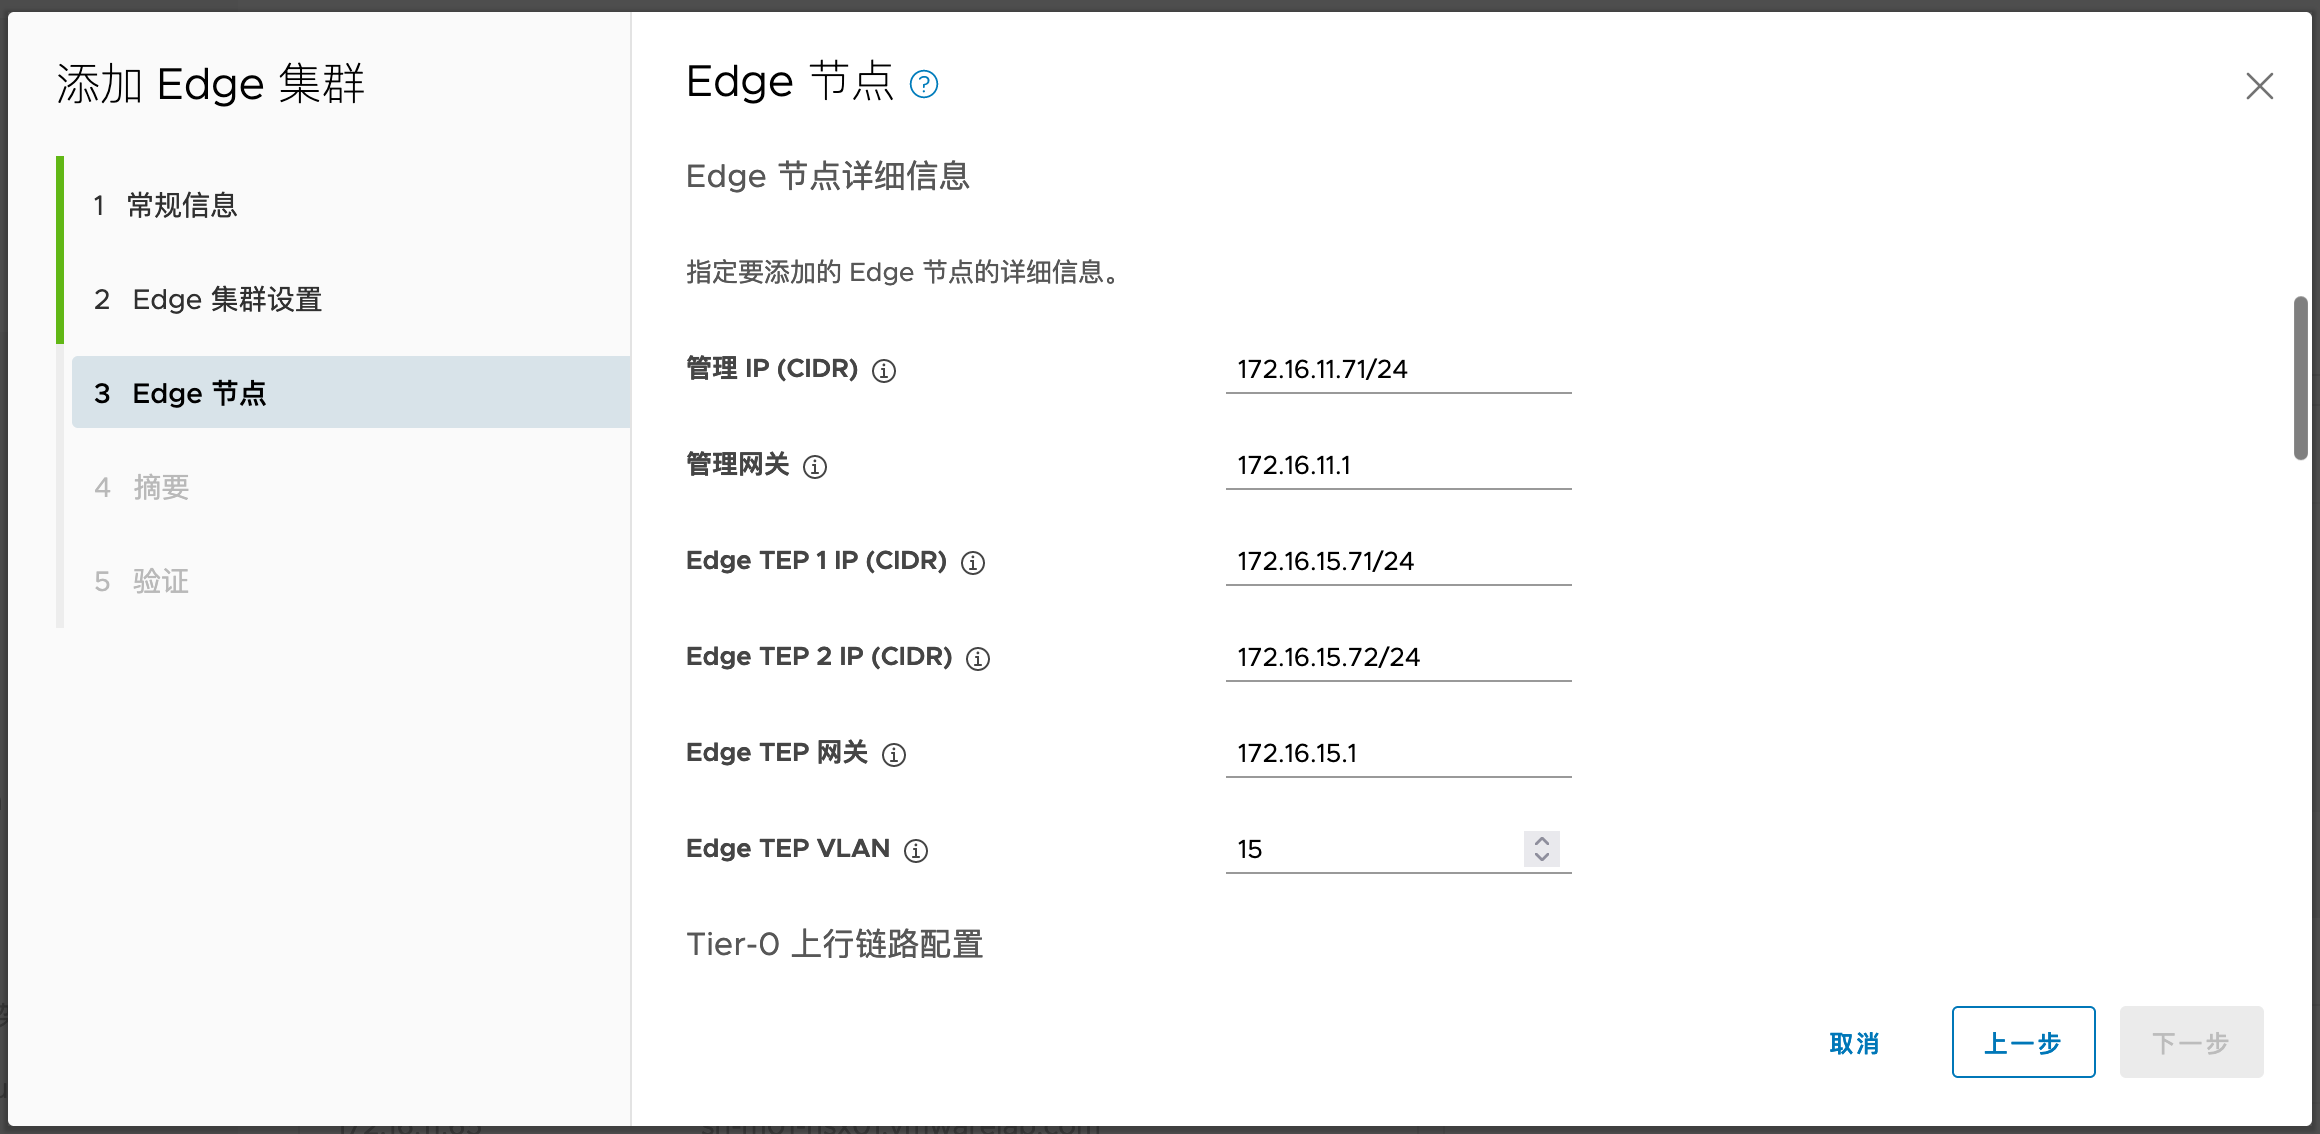 添加 Edge 集群
1 常规信息
2 Edge 集群设置
3 Edge 节点
4 摘要
5 验证
Edge 节点
Edge 节点详细信息
指定要添加的 Edge 节点的详细信息。
管理 IP (CIDR) 172.16.11.71/24
管理网关 172.16.11.1
Edge TEP 1 IP (CIDR) 172.16.15.71/24
Edge TEP 2 IP (CIDR) 172.16.15.72/24
Edge TEP 网关 172.16.15.1
Edge TEP VLAN 15
Tier-0 上行链路配置
取消 上一步 下一步